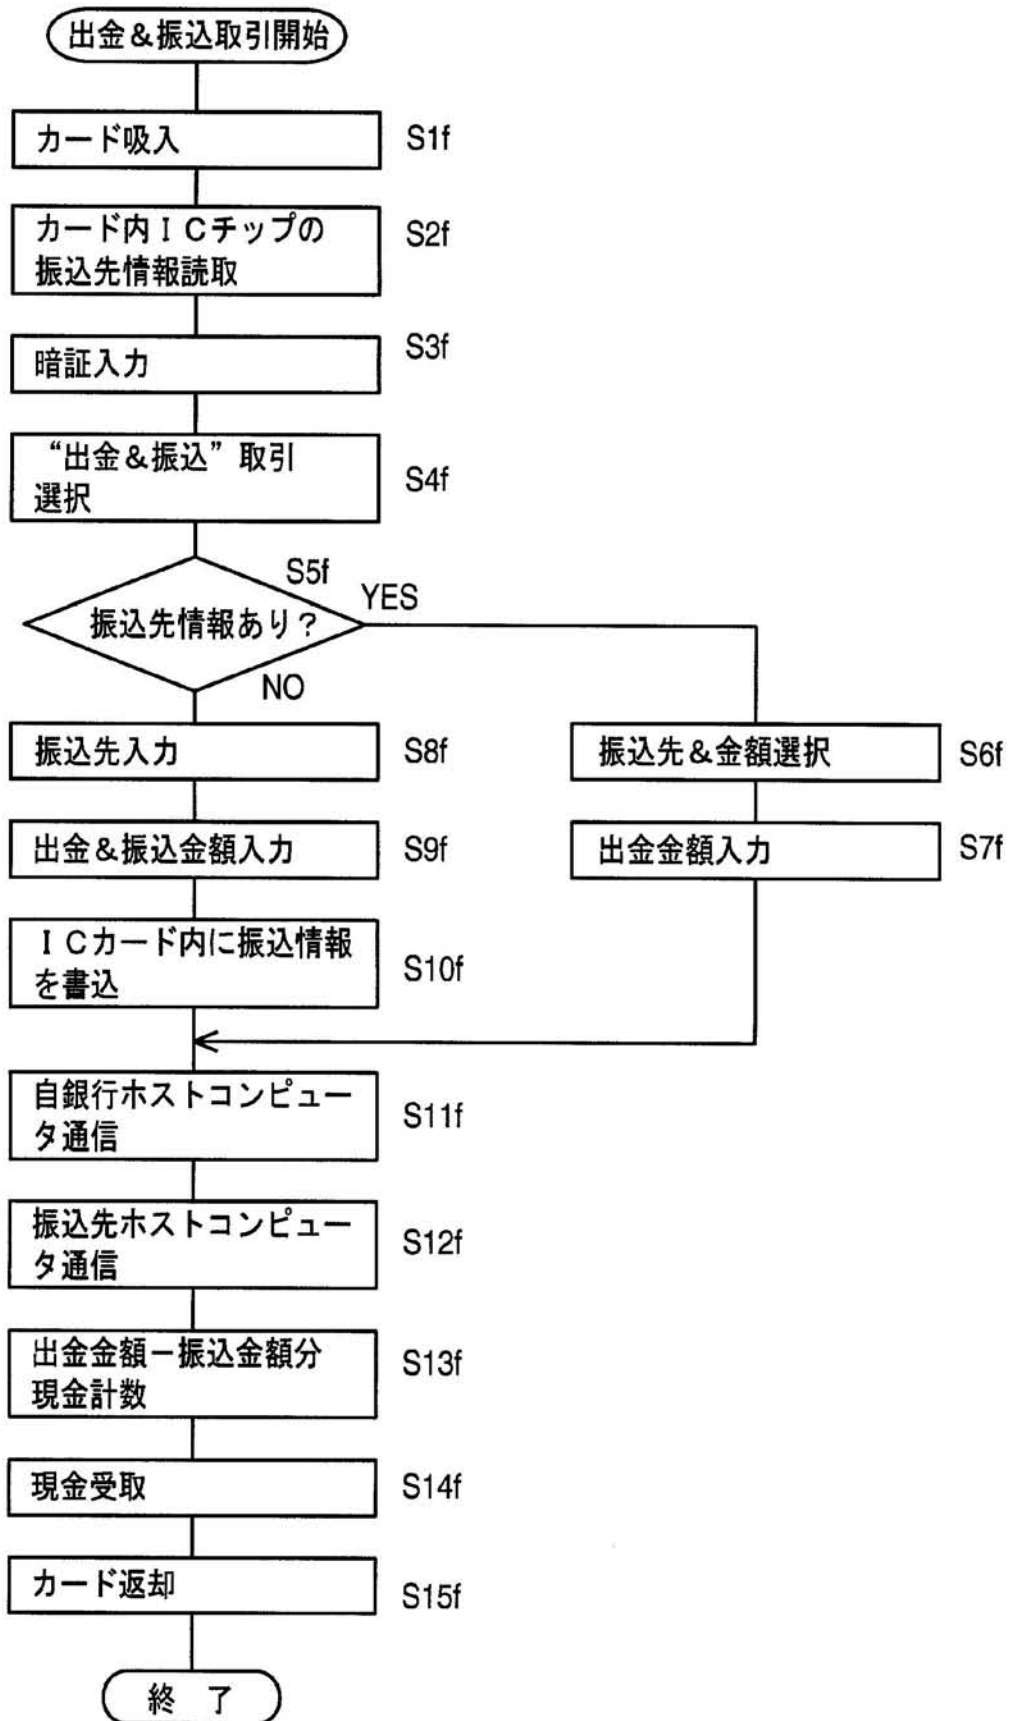 出金＆振込取引開始
カード吸入
S1f
カード内ＩＣチップの
振込先情報読取
S2f
暗証入力
S3f
“出金＆振込”取引
選択
S4f
S5f
振込先情報あり？
YES
NO
振込先入力
S8f
振込先＆金額選択
S6f
出金＆振込金額入力
S9f
出金金額入力
S7f
ＩＣカード内に振込情報
を書込
S10f
自銀行ホストコンピュー
タ通信
S11f
振込先ホストコンピュー
タ通信
S12f
出金金額－振込金額分
現金計数
S13f
現金受取
S14f
カード返却
S15f
終　了